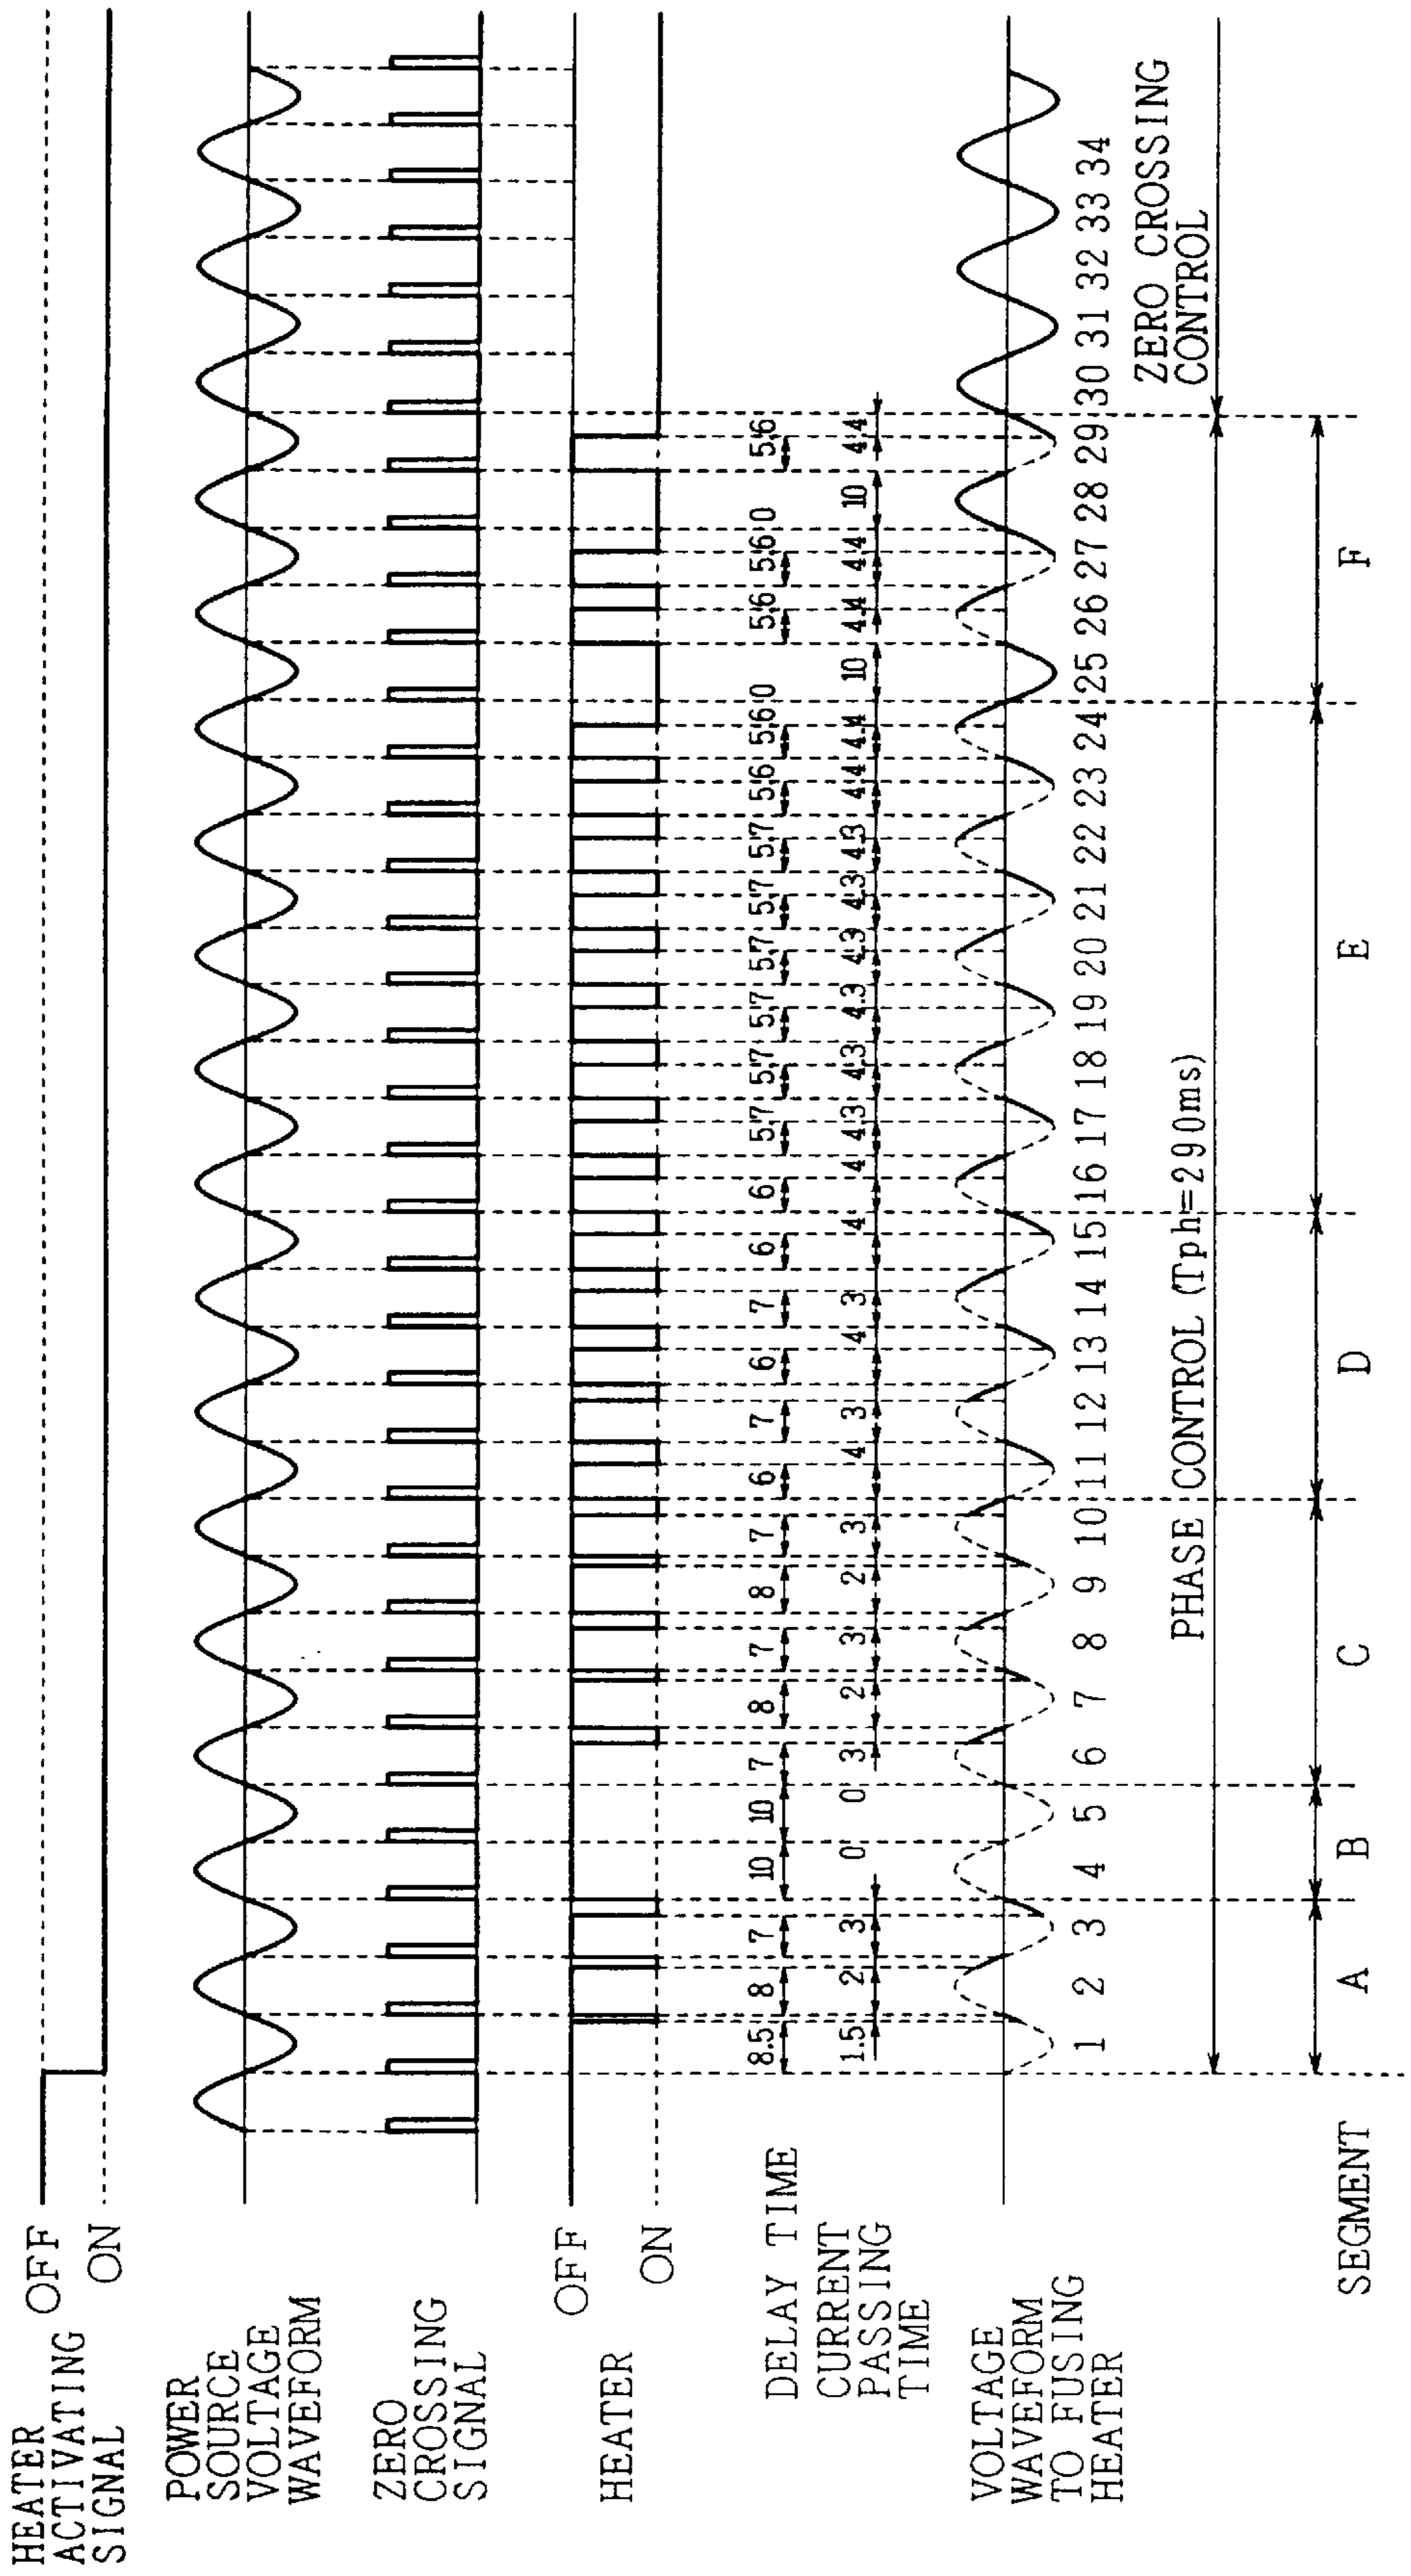 HEATER
ACTIVATING
SIGNAL
OFF
ON
POWER
SOURCE
VOLTAGE
WAVEFORM
ZERO
CROSSING
SIGNAL
HEATER
OFF
ON
DELAY TIME
8.5 8 7 10 10 7 8 7 8 7 6 7 6 7 6 6 5.7 5.7 5.7 5.7 5.7 5.7 5.6 5.6 0 5.6 5.6 0 5.6
CURRENT
PASSING
TIME
1.5 2 3 0 0 3 2 3 2 3 4 3 4 3 4 4 4.3 4.3 4.3 4.3 4.3 4.3 4.4 4.4 10 4.4 4.4 10 4.4
VOLTAGE
WAVEFORM
TO FUSING
HEATER
1 2 3 4 5 6 7 8 9 10 11 12 13 14 15 16 17 18 19 20 21 22 23 24 25 26 27 28 29 30 31 32 33 34
PHASE CONTROL (Tph=290ms)
ZERO CROSSING
CONTROL
SEGMENT
A B C D E F